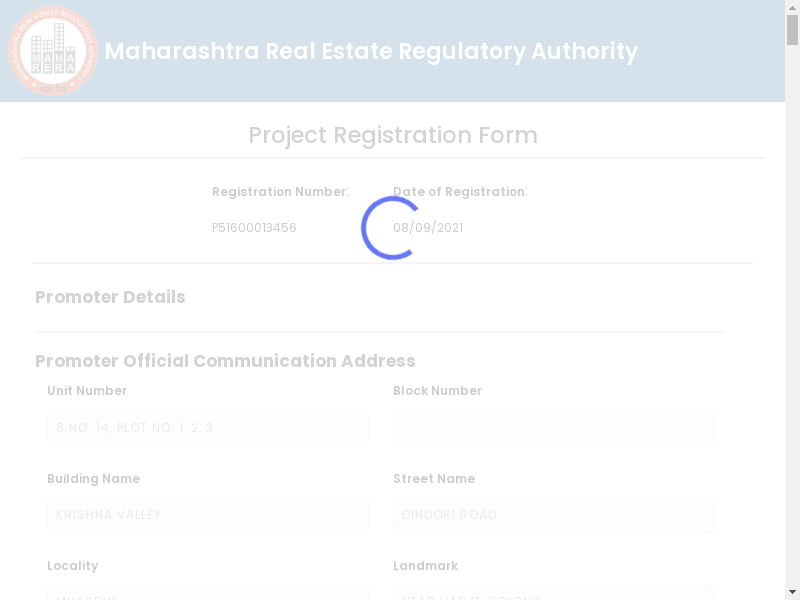 MAHARASHTRA REAL ESTATE REGULATORY AUTHORITY
MAHA
RERA
महा-रेरा
Maharashtra Real Estate Regulatory Authority
Project Registration Form
Registration Number: Date of Registration:
P51600013456 08/09/2021
Promoter Details
Promoter Official Communication Address
Unit Number Block Number
S.NO. 14, PLOT NO. 1, 2, 3
Building Name Street Name
KRISHNA VALLEY DINDORI ROAD
Locality Landmark